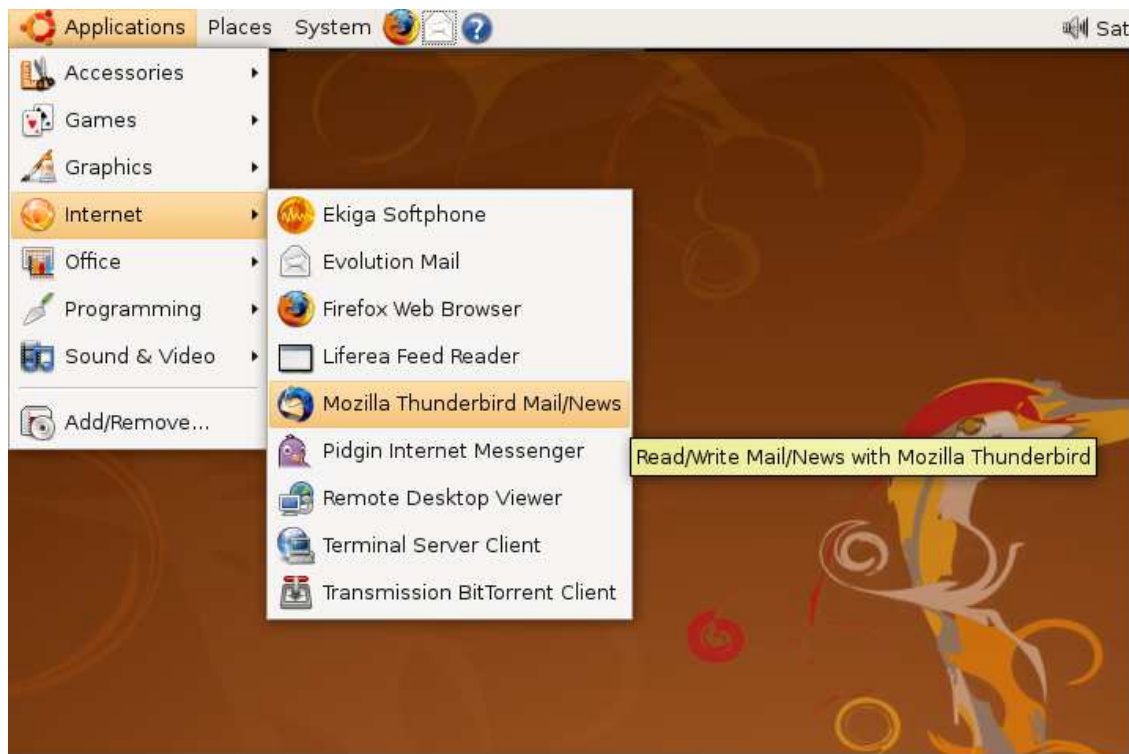 Applications Places System Sat
Accessories
Games
Graphics
Internet
Office
Programming
Sound & Video
Add/Remove...
Ekiga Softphone
Evolution Mail
Firefox Web Browser
Liferea Feed Reader
Mozilla Thunderbird Mail/News
Pidgin Internet Messenger
Remote Desktop Viewer
Terminal Server Client
Transmission BitTorrent Client
Read/Write Mail/News with Mozilla Thunderbird